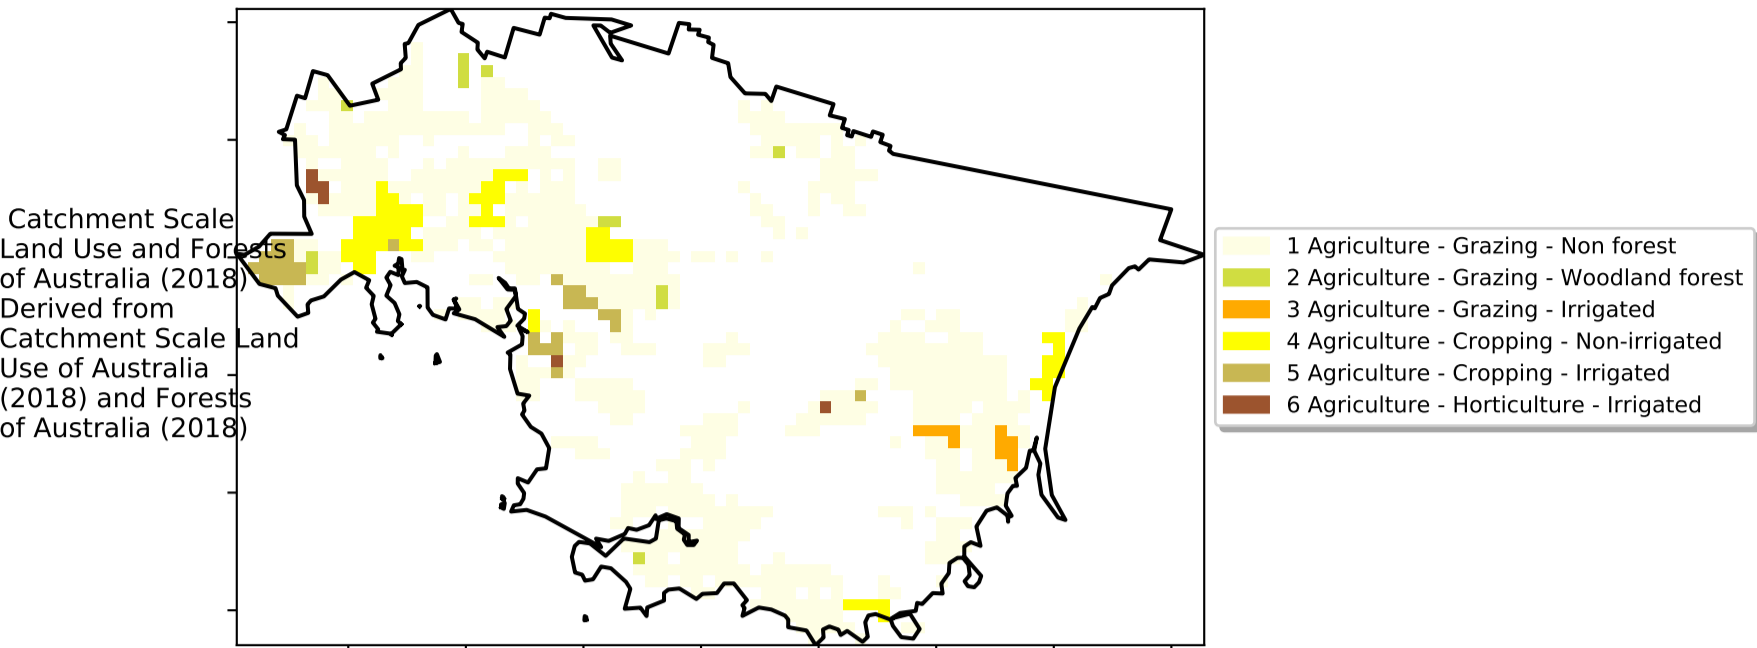 Catchment Scale
Land Use and Forests
of Australia (2018)
Derived from
Catchment Scale Land
Use of Australia
(2018) and Forests
of Australia (2018)
1 Agriculture - Grazing - Non forest
2 Agriculture - Grazing - Woodland forest
3 Agriculture - Grazing - Irrigated
4 Agriculture - Cropping - Non-irrigated
5 Agriculture - Cropping - Irrigated
6 Agriculture - Horticulture - Irrigated